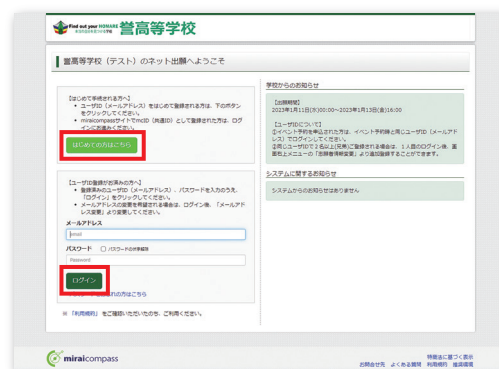 Find out your HOMARE
誉高等学校
誉高等学校（テスト）のネット出願へようこそ
【はじめて手続される方へ】
• ユーザID（メールアドレス）をはじめて登録される方は、下のボタン
をクリックしてください。
• miraicompassサイトでmcID（共通ID）として登録された方は、ログ
インにお進みください。
はじめての方はこちら
【ユーザID登録がお済みの方へ】
• 登録済みのユーザID（メールアドレス）、パスワードを入力のうえ、
「ログイン」をクリックしてください。
• メールアドレスの変更を希望される場合は、ログイン後、「メールアド
レス変更」より変更してください。
メールアドレス
email
パスワード パスワードの伏字解除
Password
ログイン
れの方はこちら
※ 「利用規約」をご確認いただいたのち、ご利用ください。
学校からのお知らせ
【出願期間】
2023年1月11日(水)00:00～2023年1月13日(金)16:00
【ユーザIDについて】
①イベント予約を申込された方は、イベント予約時と同じユーザID（メールアド
レス）でログインしてください。
②同じユーザIDで2名以上(兄弟)ご登録される場合は、1人目のログイン後、画
面右上メニューの「志願者情報変更」より追加登録することができます。
システムに関するお知らせ
システムからのお知らせはありません
miraicompass
特商法に基づく表示
お問合せ先 よくある質問 利用規約 推奨環境